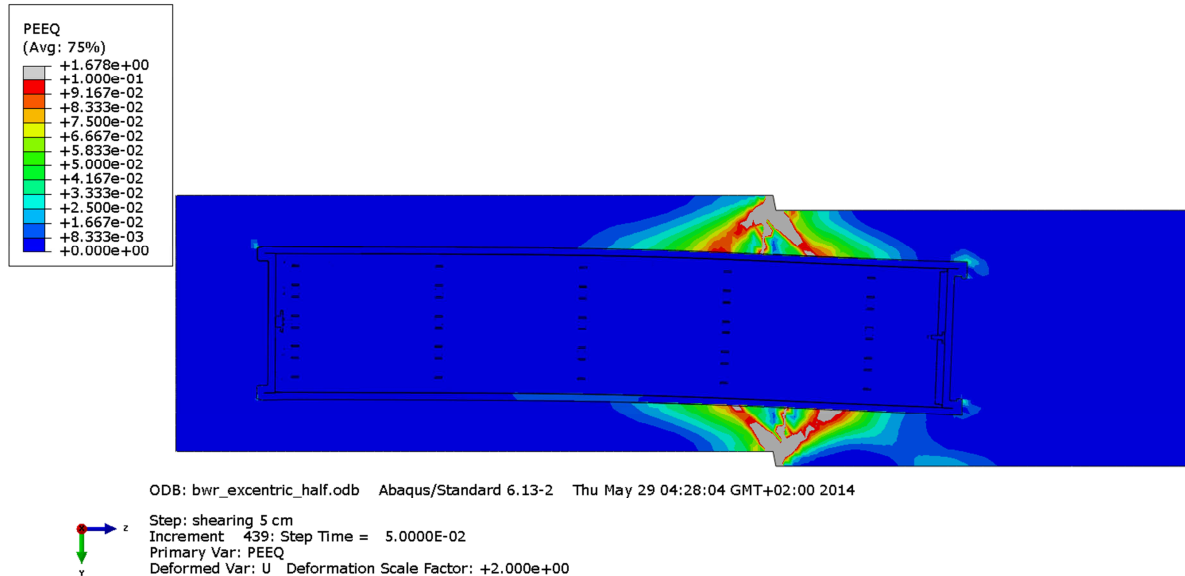 PEEQ
(Avg: 75%)
+1.678e+00
+1.000e-01
+9.167e-02
+8.333e-02
+7.500e-02
+6.667e-02
+5.833e-02
+5.000e-02
+4.167e-02
+3.333e-02
+2.500e-02
+1.667e-02
+8.333e-03
+0.000e+00
ODB: bwr_excentric_half.odb Abaqus/Standard 6.13-2 Thu May 29 04:28:04 GMT+02:00 2014
Step: shearing 5 cm
Increment 439: Step Time = 5.0000E-02
Primary Var: PEEQ
Deformed Var: U Deformation Scale Factor: +2.000e+00
X
Z
Y